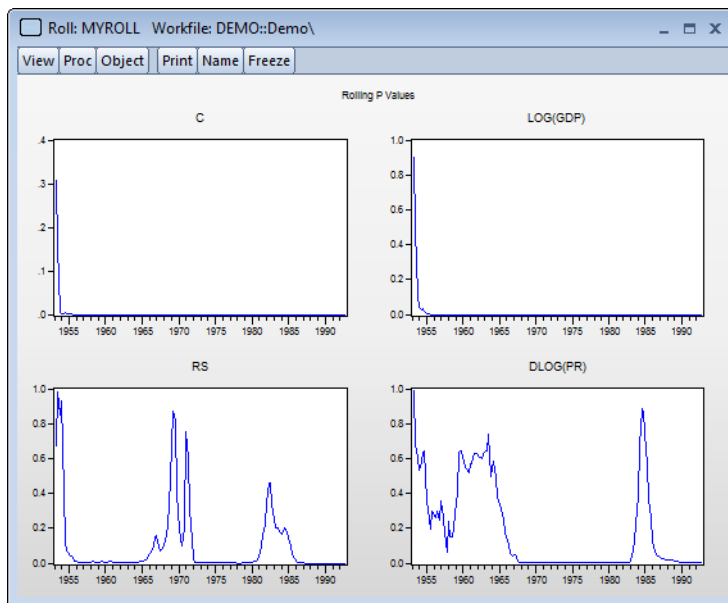 Roll: MYROLL Workfile: DEMO::Demo\
View Proc Object Print Name Freeze
Rolling P Values
C
.4
.3
.2
.1
.0
1955 1960 1965 1970 1975 1980 1985 1990
LOG(GDP)
1.0
0.8
0.6
0.4
0.2
0.0
1955 1960 1965 1970 1975 1980 1985 1990
RS
1.0
0.8
0.6
0.4
0.2
0.0
1955 1960 1965 1970 1975 1980 1985 1990
DLOG(PR)
1.0
0.8
0.6
0.4
0.2
0.0
1955 1960 1965 1970 1975 1980 1985 1990